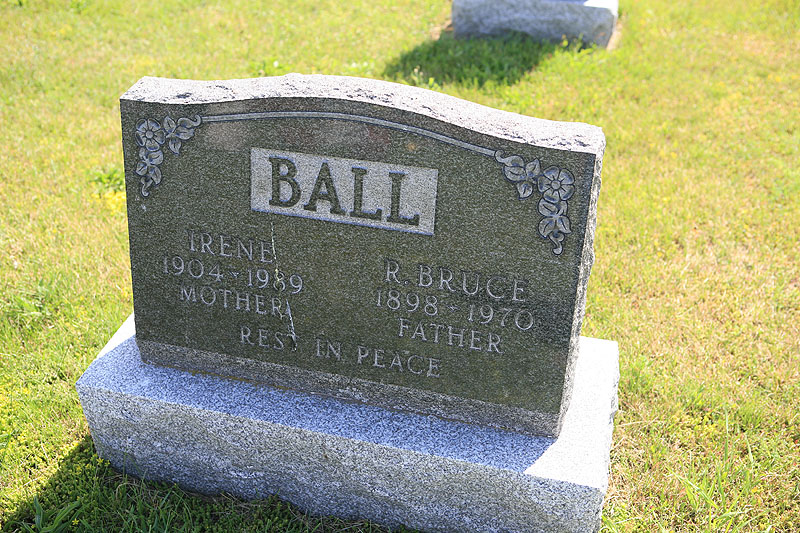 BALL
IRENE
1904 - 1989
MOTHER
R. BRUCE
1898 - 1970
FATHER
REST IN PEACE